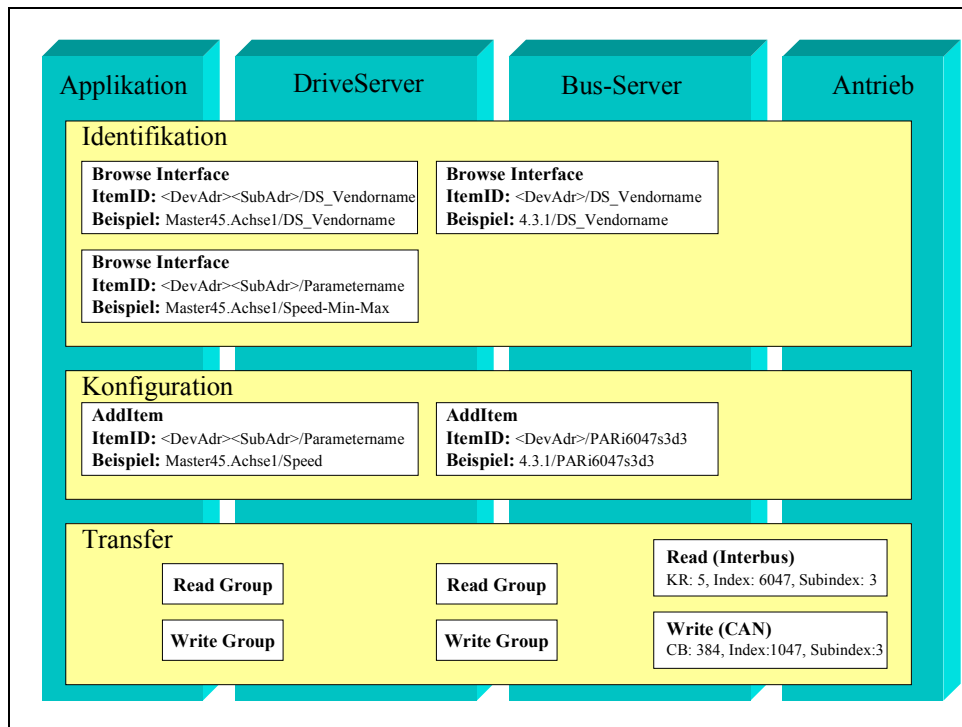 Applikation
DriveServer
Bus-Server
Antrieb
Identifikation
Browse Interface
ItemID: <DevAdr><SubAdr>/DS_Vendorname
Beispiel: Master45.Achse1/DS_Vendorname
Browse Interface
ItemID: <DevAdr>/DS_Vendorname
Beispiel: 4.3.1/DS_Vendorname
Browse Interface
ItemID: <DevAdr><SubAdr>/Parametername
Beispiel: Master45.Achse1/Speed-Min-Max
Konfiguration
AddItem
ItemID: <DevAdr><SubAdr>/Parametername
Beispiel: Master45.Achse1/Speed
AddItem
ItemID: <DevAdr>/PARi6047s3d3
Beispiel: 4.3.1/PARi6047s3d3
Transfer
Read Group
Read Group
Read (Interbus)
KR: 5, Index: 6047, Subindex: 3
Write Group
Write Group
Write (CAN)
CB: 384, Index:1047, Subindex:3